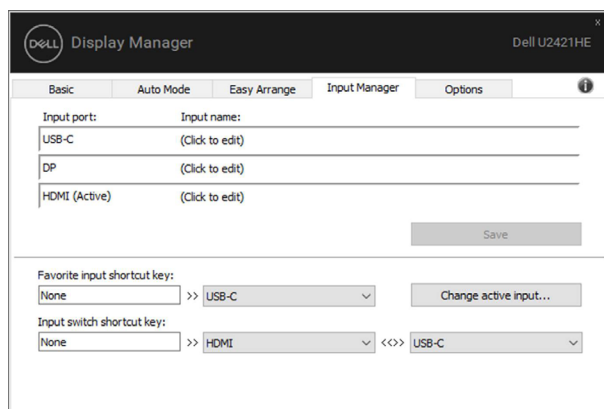 DELL Display Manager Dell U2421HE
Basic Auto Mode Easy Arrange Input Manager Options
Input port: Input name:
USB-C (Click to edit)
DP (Click to edit)
HDMI (Active) (Click to edit)
Save
Favorite input shortcut key:
None >> USB-C Change active input...
Input switch shortcut key:
None >> HDMI <<>> USB-C